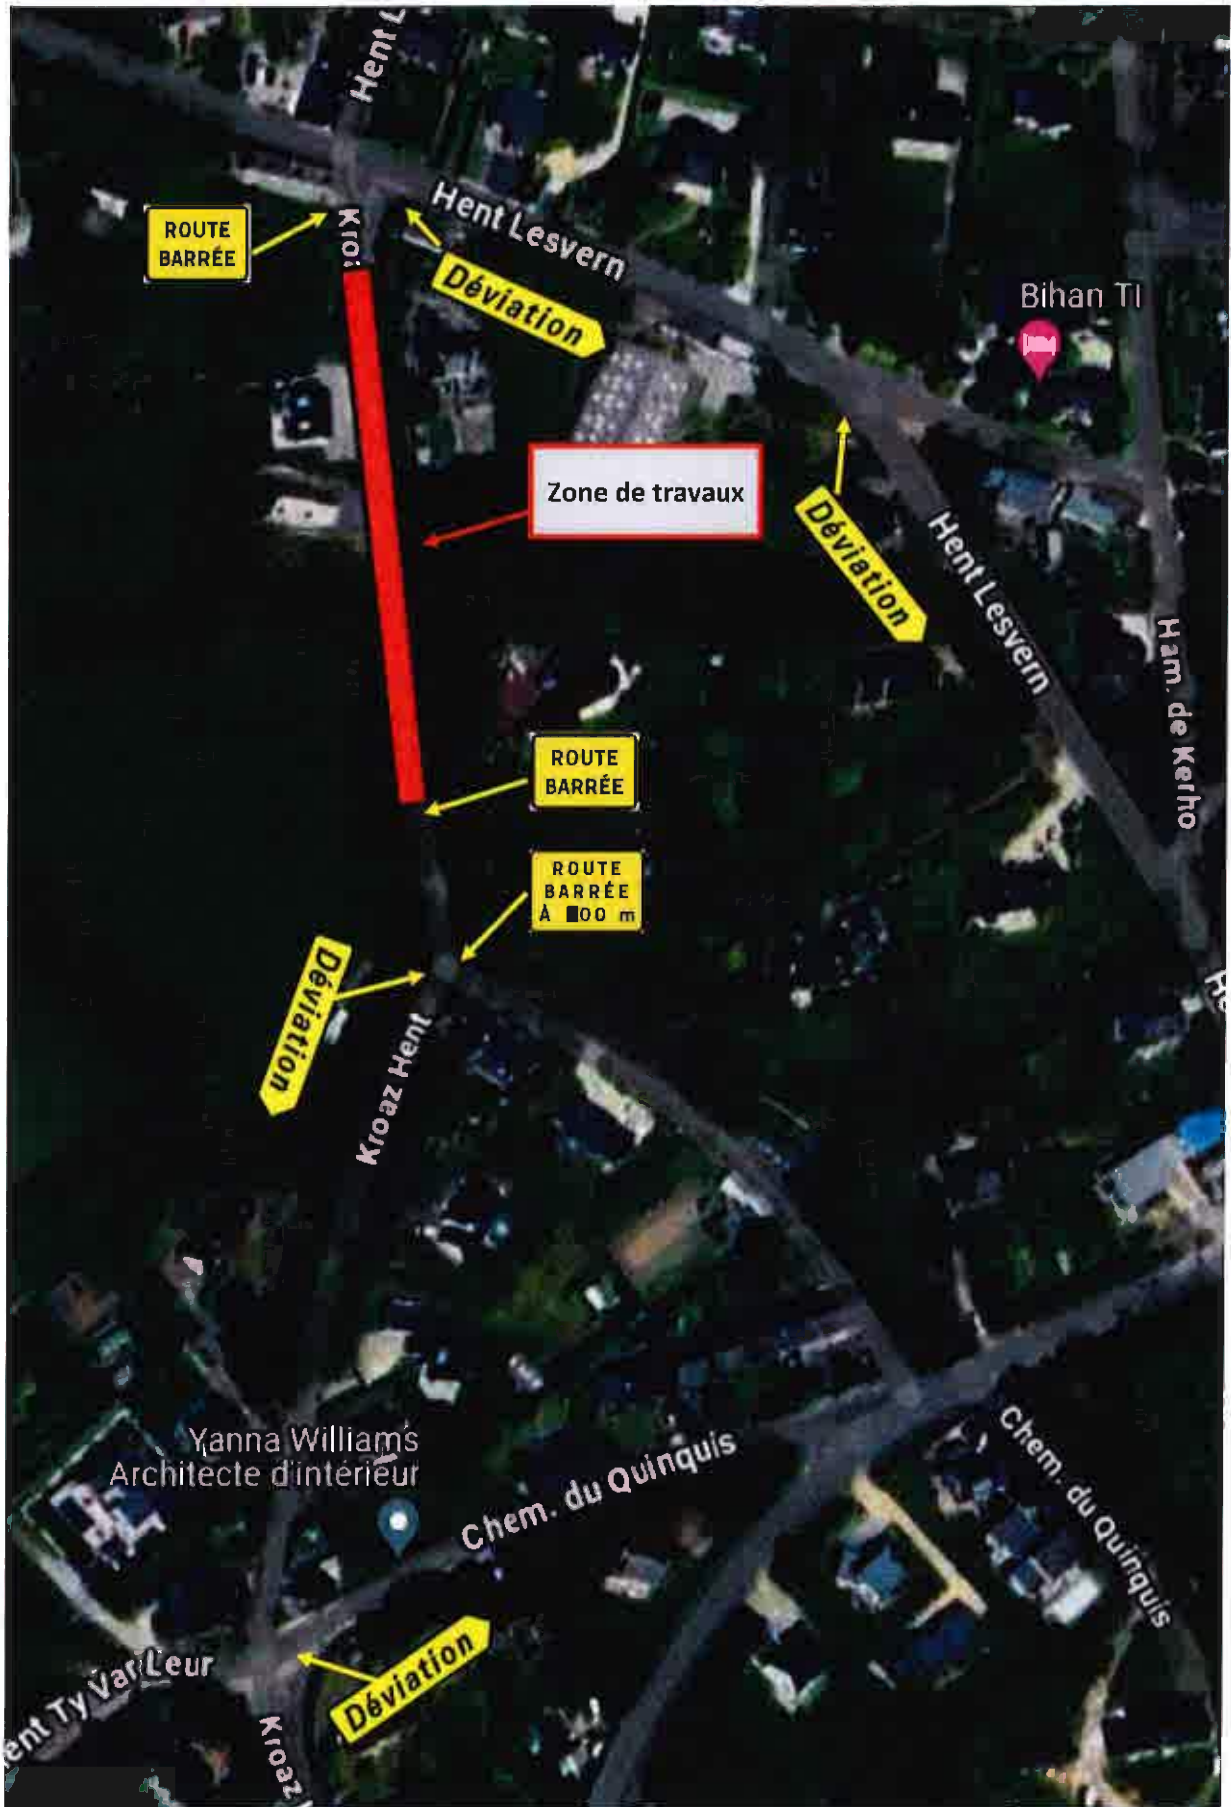 Hent L
ROUTE
BARRÉE
Kro
Hent Lesvern
Déviation
Bihan TI
Zone de travaux
Déviation
Hent Lesvern
Ham. de Kerho
ROUTE
BARRÉE
ROUTE
BARRÉE
À 00 m
Déviation
Kroaz Hent
Yanna Williams
Architecte d'intérieur
Chem. du Quinquis
Chem. du Quinquis
ent Ty Var Leur
Déviation
Kroaz